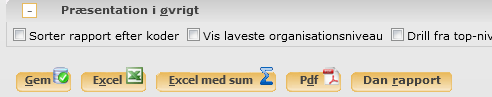 Præsentation i øvrigt
Sorter rapport efter koder Vis laveste organisationsniveau Drill fra top-niv
Gem Excel Excel med sum Pdf Dan rapport